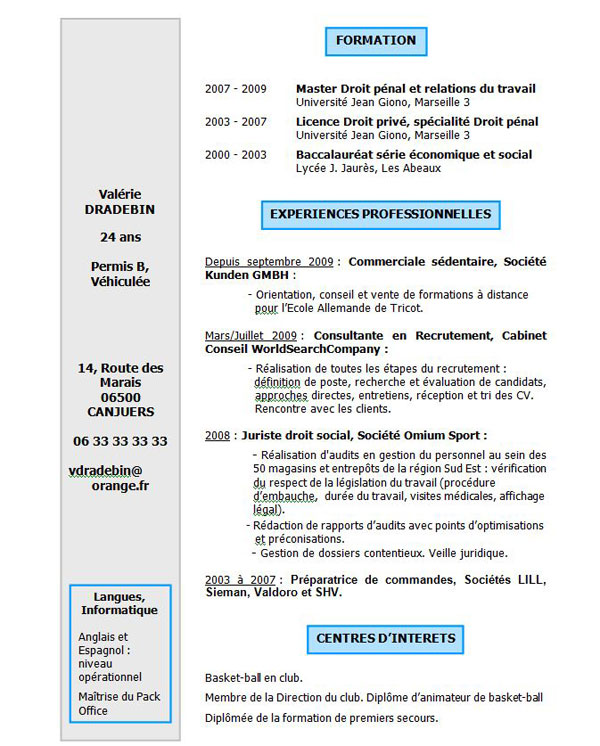 Valérie
DRADEBIN
24 ans
Permis B,
Véhiculée
14, Route des
Marais
06500
CANJUERS
06 33 33 33 33
vdradebin@
orange.fr
Langues,
Informatique
Anglais et
Espagnol :
niveau
opérationnel
Maîtrise du Pack
Office
FORMATION
2007 - 2009 Master Droit pénal et relations du travail
Université Jean Giono, Marseille 3
2003 - 2007 Licence Droit privé, spécialité Droit pénal
Université Jean Giono, Marseille 3
2000 - 2003 Baccalauréat série économique et social
Lycée J. Jaurès, Les Abeaux
EXPERIENCES PROFESSIONNELLES
Depuis septembre 2009 : Commerciale sédentaire, Société
Kunden GMBH :
- Orientation, conseil et vente de formations à distance
pour l'Ecole Allemande de Tricot.
Mars/Juillet 2009 : Consultante en Recrutement, Cabinet
Conseil WorldSearchCompany :
- Réalisation de toutes les étapes du recrutement :
définition de poste, recherche et évaluation de candidats,
approches directes, entretiens, réception et tri des CV.
Rencontre avec les clients.
2008 : Juriste droit social, Société Omium Sport :
- Réalisation d'audits en gestion du personnel au sein des
50 magasins et entrepôts de la région Sud Est : vérification
du respect de la législation du travail (procédure
d'embauche, durée du travail, visites médicales, affichage
légal).
- Rédaction de rapports d'audits avec points d'optimisations
et préconisations.
- Gestion de dossiers contentieux. Veille juridique.
2003 à 2007 : Préparatrice de commandes, Sociétés LILL,
Sieman, Valdoro et SHV.
CENTRES D'INTERETS
Basket-ball en club.
Membre de la Direction du club. Diplôme d'animateur de basket-ball
Diplômée de la formation de premiers secours.